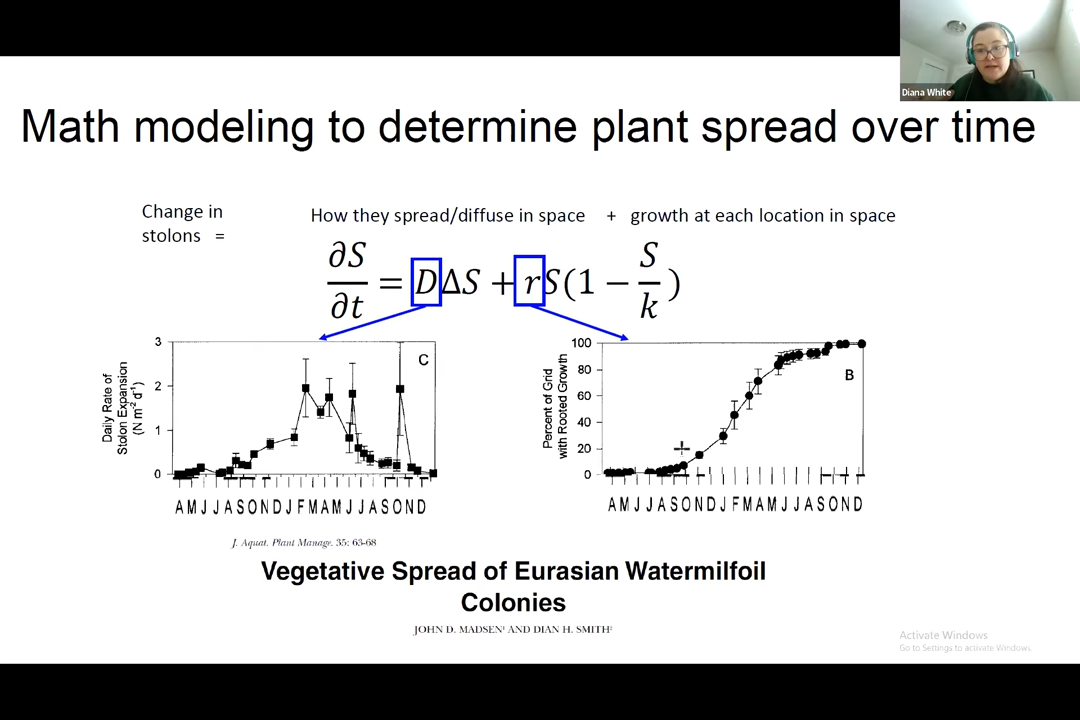 Diana White
Math modeling to determine plant spread over time
Change in
stolons =
How they spread/diffuse in space + growth at each location in space
∂S/∂t = DΔS + rS(1 − S/k)
Daily Rate of
Stolon Expansion
(N m⁻² d⁻¹)
3
2
1
0
C
A M J J A S O N D J F M A M J J A S O N D
Percent of Grid
with Rooted Growth
100
80
60
40
20
0
B
A M J J A S O N D J F M A M J J A S O N D
J. Aquat. Plant Manage. 35: 63-68
Vegetative Spread of Eurasian Watermilfoil
Colonies
JOHN D. MADSEN¹ AND DIAN H. SMITH²
Activate Windows
Go to Settings to activate Windows.